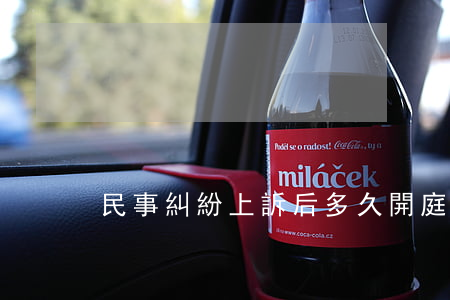 Poděl se o radost! Coca-Cola, ty a
miláček
民事糾紛上訴后多久開庭
www.coca-cola.cz